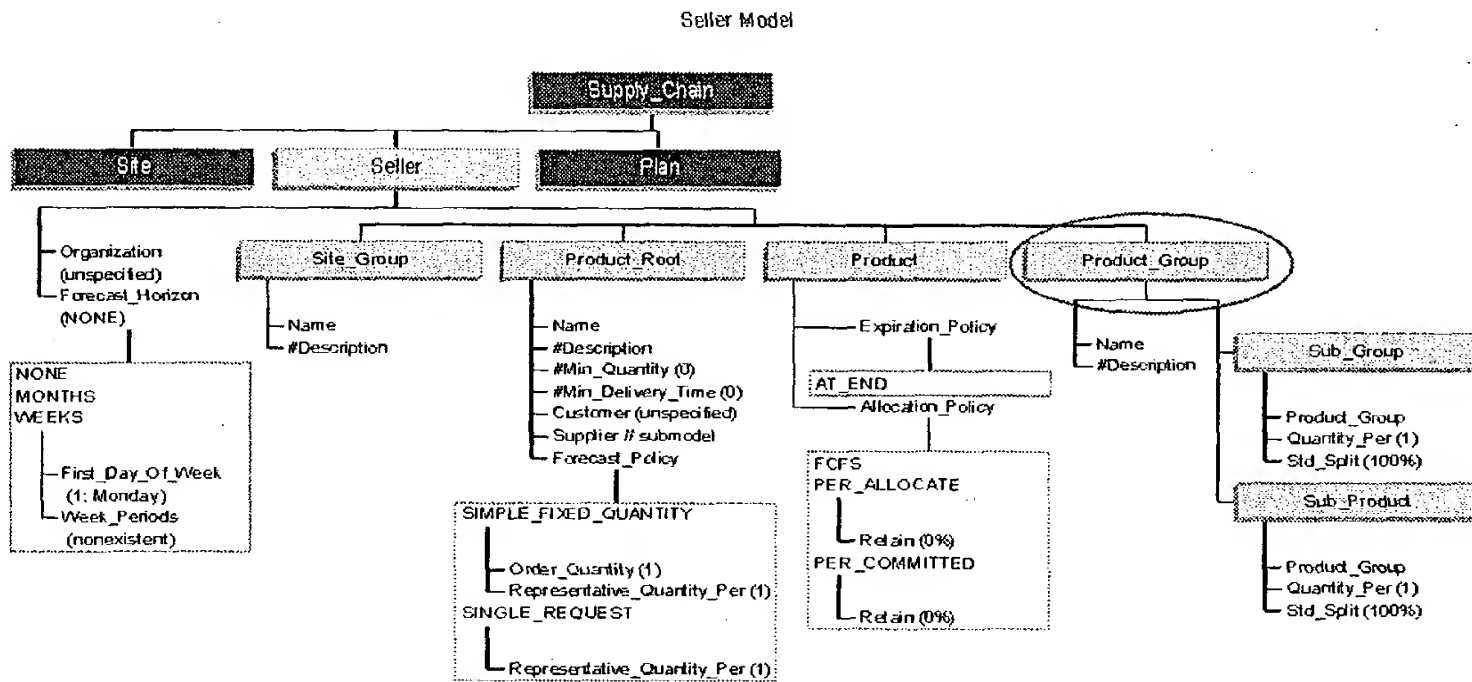 Seller Model
Supply_Chain
Site
Seller
Plan
Organization
(unspecified)
Forecast_Horizon
(NONE)
NONE
MONTHS
WEEKS
First_Day_Of_Week
(1; Monday)
Week_Periods
(nonexistent)
Site_Group
Name
#Description
Product_Root
Name
#Description
#Min_Quantity (0)
#Min_Delivery_Time (0)
Customer (unspecified)
Supplier // submodel
Forecast_Policy
SIMPLE_FIXED_QUANTITY
Order_Quantity (1)
Representative_Quantity_Per (1)
SINGLE_REQUEST
Representative_Quantity_Per (1)
Product
Expiration_Policy
AT_END
Allocation_Policy
FCFS
PER_ALLOCATE
Retain (0%)
PER_COMMITTED
Retain (0%)
Product_Group
Name
#Description
Sub_Group
Product_Group
Quantity_Per (1)
Std_Split (100%)
Sub_Product
Product_Group
Quantity_Per (1)
Std_Split (100%)